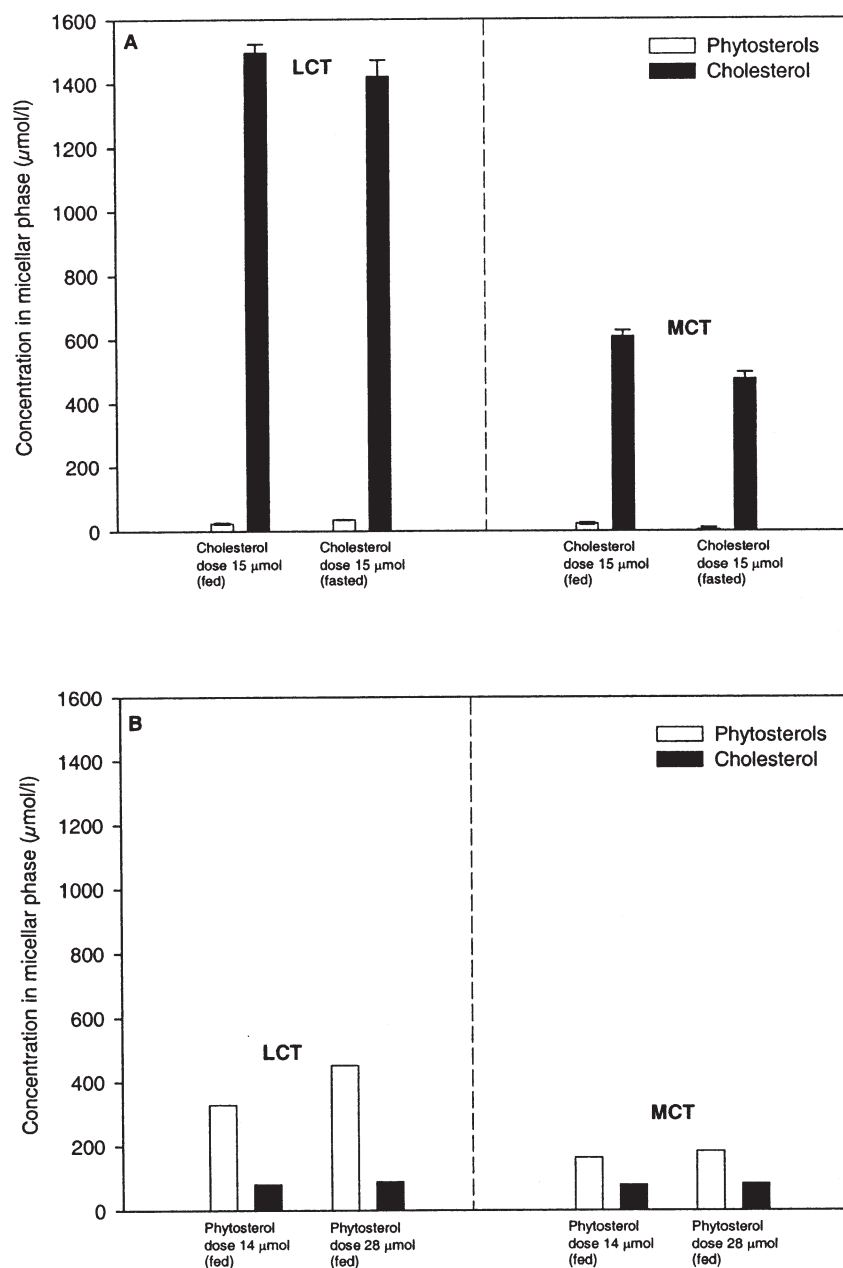 A
LCT
MCT
Phytosterols
Cholesterol
Concentration in micellar phase (µmol/l)
1600
1400
1200
1000
800
600
400
200
0
Cholesterol
dose 15 µmol
(fed)
Cholesterol
dose 15 µmol
(fasted)
Cholesterol
dose 15 µmol
(fed)
Cholesterol
dose 15 µmol
(fasted)
B
LCT
MCT
Phytosterols
Cholesterol
Concentration in micellar phase (µmol/l)
1600
1400
1200
1000
800
600
400
200
0
Phytosterol
dose 14 µmol
(fed)
Phytosterol
dose 28 µmol
(fed)
Phytosterol
dose 14 µmol
(fed)
Phytosterol
dose 28 µmol
(fed)